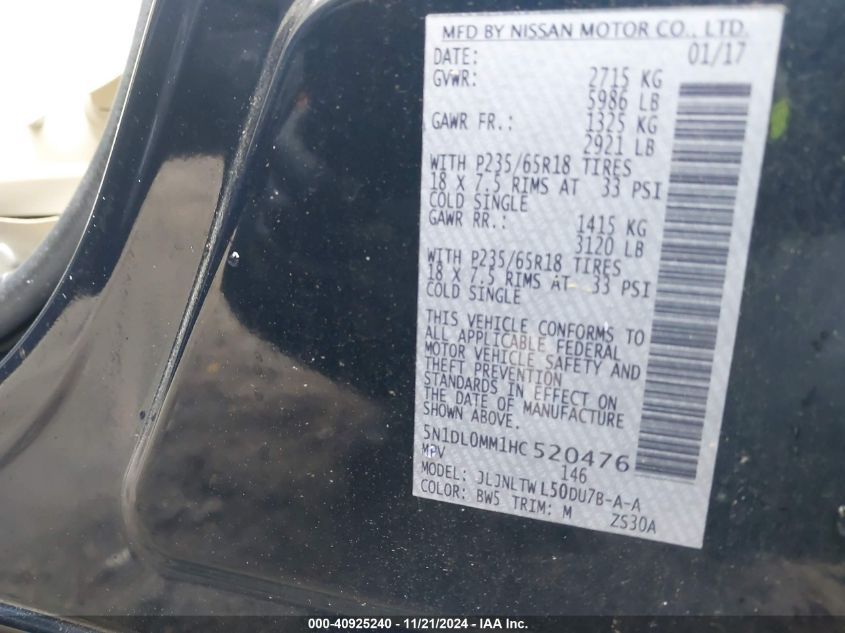 MFD BY NISSAN MOTOR CO., LTD.
DATE: 01/17
GVWR: 2715 KG
5986 LB
GAWR FR.: 1325 KG
2921 LB
WITH P235/65R18 TIRES
18 X 7.5 RIMS AT 33 PSI
COLD SINGLE
GAWR RR.: 1415 KG
3120 LB
WITH P235/65R18 TIRES
18 X 7.5 RIMS AT 33 PSI
COLD SINGLE
THIS VEHICLE CONFORMS TO
ALL APPLICABLE FEDERAL
MOTOR VEHICLE SAFETY AND
THEFT PREVENTION
STANDARDS IN EFFECT ON
THE DATE OF MANUFACTURE
SHOWN ABOVE.
5N1DL0MM1HC520476
MPV 146
MODEL: JLJNLTWL50DU7B-A-A
COLOR: BW5 TRIM: M ZS30A
000-40925240 - 11/21/2024 - IAA Inc.